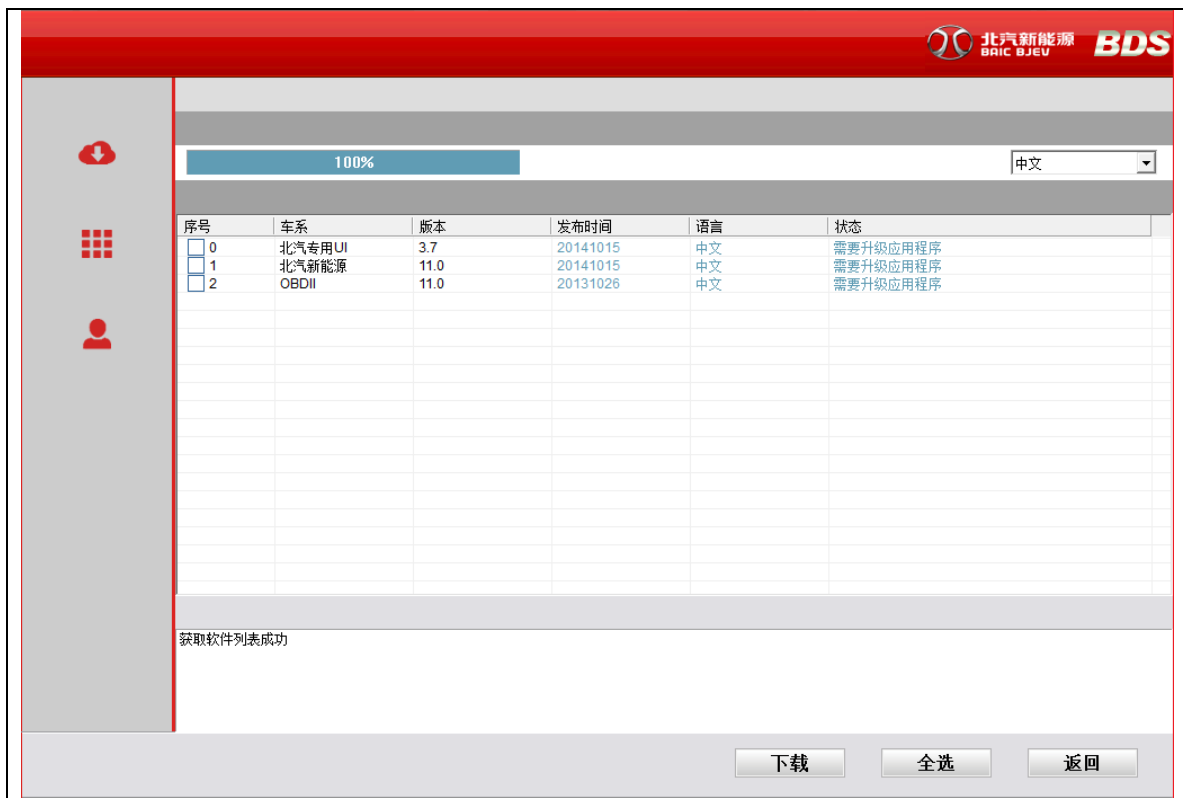 北汽新能源 BDS
BAIC BJEV
100% 中文
序号 车系 版本 发布时间 语言 状态
0 北汽专用UI 3.7 20141015 中文 需要升级应用程序
1 北汽新能源 11.0 20141015 中文 需要升级应用程序
2 OBDII 11.0 20131026 中文 需要升级应用程序
获取软件列表成功
下载 全选 返回